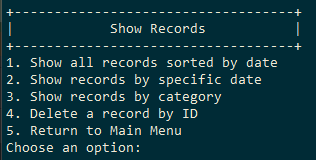 +----------------------------------+
|           Show Records           |
+----------------------------------+
1. Show all records sorted by date
2. Show records by specific date
3. Show records by category
4. Delete a record by ID
5. Return to Main Menu
Choose an option: